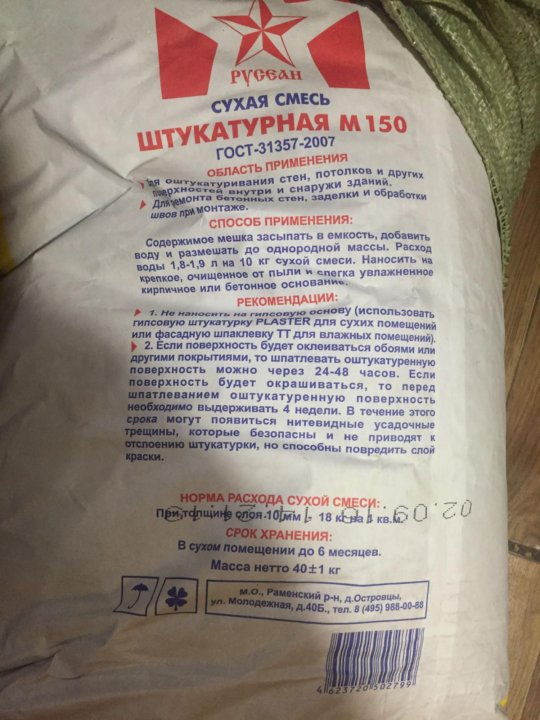 РУСЕАН
СУХАЯ СМЕСЬ
ШТУКАТУРНАЯ М 150
ГОСТ-31357-2007
ОБЛАСТЬ ПРИМЕНЕНИЯ
Для оштукатуривания стен, потолков и других
поверхностей внутри и снаружи зданий.
Для ремонта бетонных стен, заделки и обработки
швов при монтаже.
СПОСОБ ПРИМЕНЕНИЯ:
Содержимое мешка засыпать в емкость, добавить
воду и размешать до однородной массы. Расход
воды 1,8-1,9 л на 10 кг сухой смеси. Наносить на
крепкое, очищенное от пыли и слегка увлажненное
кирпичное или бетонное основание.
РЕКОМЕНДАЦИИ:
1. Не наносить на гипсовую основу (использовать
гипсовую штукатурку PLASTER для сухих помещений
или фасадную шпаклевку ТТ для влажных помещений).
2. Если поверхность будет оклеиваться обоями или
другими покрытиями, то шпатлевать оштукатуренную
поверхность можно через 24-48 часов. Если
поверхность будет окрашиваться, то перед
шпатлеванием оштукатуренную поверхность
необходимо выдерживать 4 недели. В течение этого
срока могут появиться нитевидные усадочные
трещины, которые безопасны и не приводят к
отслоению штукатурки, но способны повредить слой
краски.
НОРМА РАСХОДА СУХОЙ СМЕСИ:
При толщине слоя 10 мм - 18 кг на 1 кв.м.
02.09.
СРОК ХРАНЕНИЯ:
В сухом помещении до 6 месяцев.
Масса нетто 40±1 кг
М.О., Раменский р-н, д.Островцы,
ул. Молодежная, д.40Б., тел. 8 (495) 988-00-88
4 623720 502799